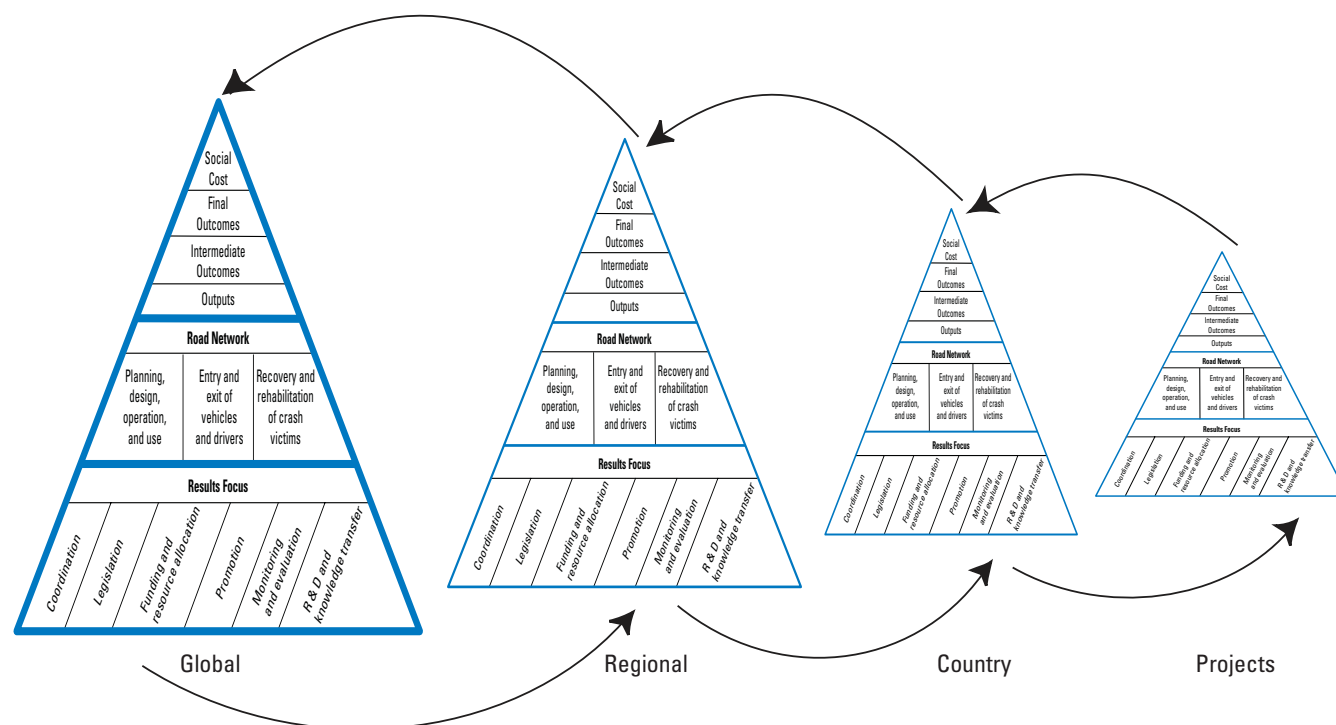 Social
Cost
Final
Outcomes
Intermediate
Outcomes
Outputs
Road Network
Planning,
design,
operation,
and use
Entry and
exit of
vehicles
and drivers
Recovery and
rehabilitation
of crash
victims
Results Focus
Coordination
Legislation
Funding and
resource allocation
Promotion
Monitoring
and evaluation
R & D and
knowledge transfer
Global
Social
Cost
Final
Outcomes
Intermediate
Outcomes
Outputs
Road Network
Planning,
design,
operation,
and use
Entry and
exit of
vehicles
and drivers
Recovery and
rehabilitation
of crash
victims
Results Focus
Coordination
Legislation
Funding and
resource allocation
Promotion
Monitoring
and evaluation
R & D and
knowledge transfer
Regional
Social
Cost
Final
Outcomes
Intermediate
Outcomes
Outputs
Road Network
Planning,
design,
operation,
and use
Entry and
exit of
vehicles
and drivers
Recovery and
rehabilitation
of crash
victims
Results Focus
Coordination
Legislation
Funding and
resource allocation
Promotion
Monitoring
and evaluation
R & D and
knowledge transfer
Country
Social
Cost
Final
Outcomes
Intermediate
Outcomes
Outputs
Road Network
Planning,
design,
operation,
and use
Entry and
exit of
vehicles
and drivers
Recovery and
rehabilitation
of crash
victims
Results Focus
Coordination
Legislation
Funding and
resource allocation
Promotion
Monitoring
and evaluation
R & D and
knowledge transfer
Projects